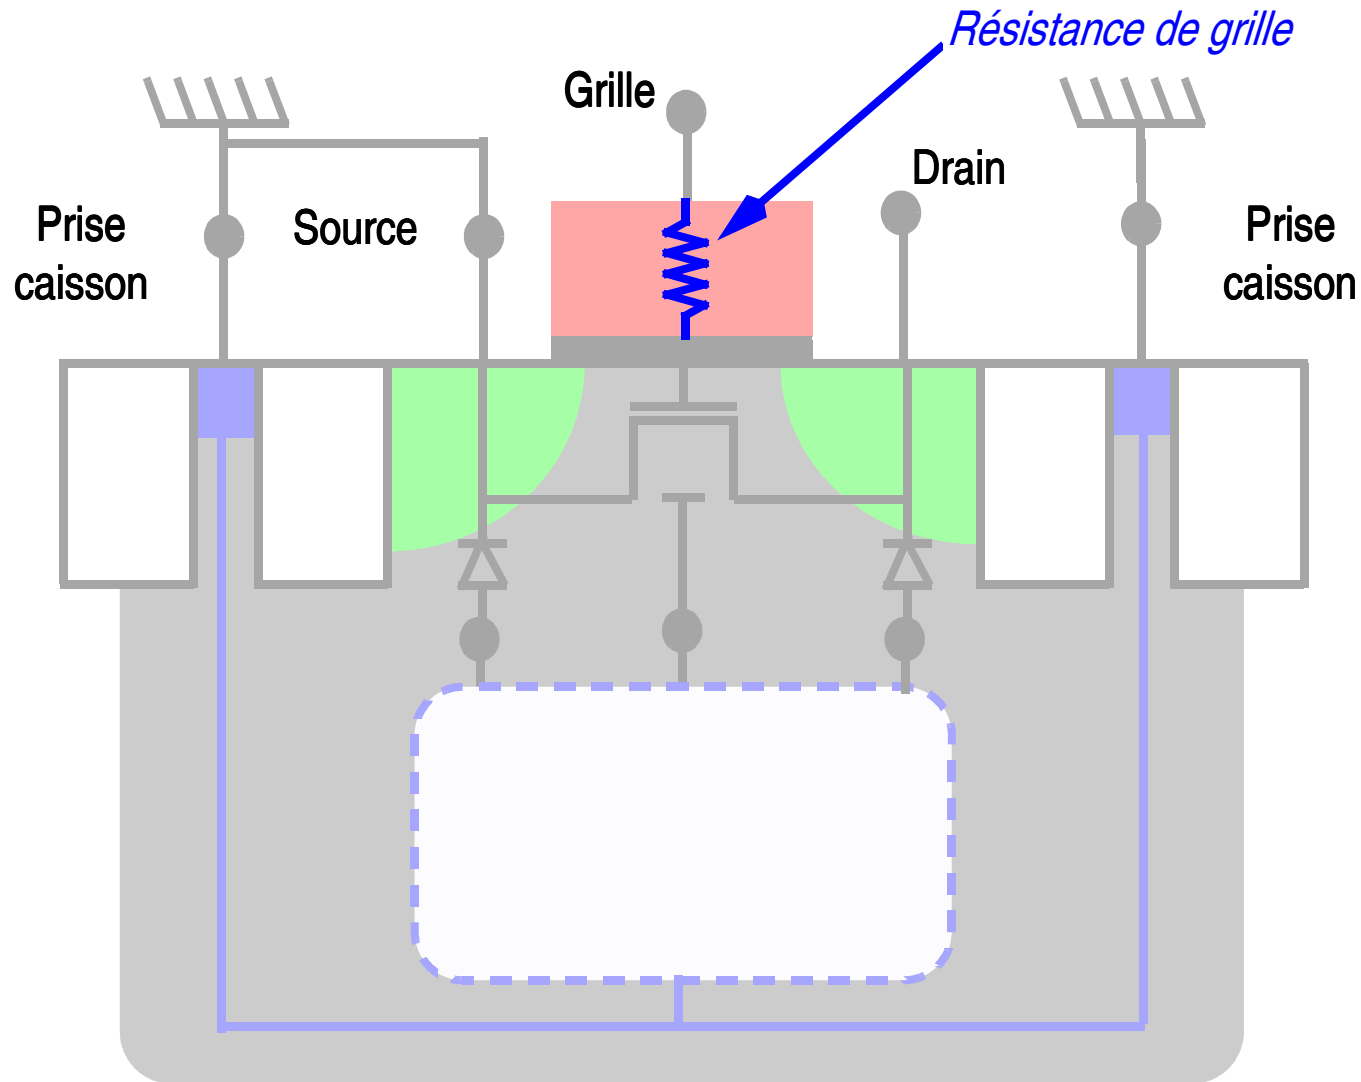 Résistance de grille
Grille
Drain
Prise
caisson
Source
Prise
caisson